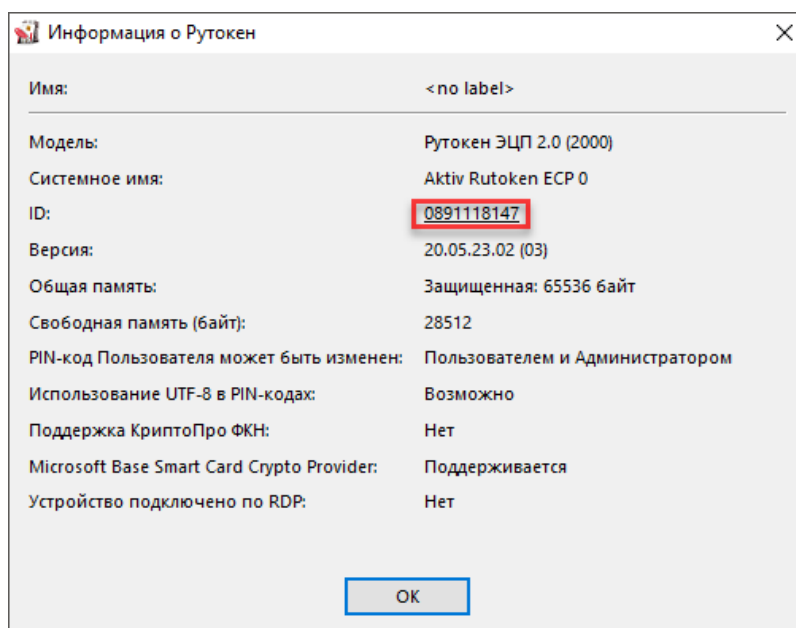 Информация о Рутокен
Имя: <no label>
Модель: Рутокен ЭЦП 2.0 (2000)
Системное имя: Aktiv Rutoken ECP 0
ID: 0891118147
Версия: 20.05.23.02 (03)
Общая память: Защищенная: 65536 байт
Свободная память (байт): 28512
PIN-код Пользователя может быть изменен: Пользователем и Администратором
Использование UTF-8 в PIN-кодах: Возможно
Поддержка КриптоПро ФКН: Нет
Microsoft Base Smart Card Crypto Provider: Поддерживается
Устройство подключено по RDP: Нет
OK